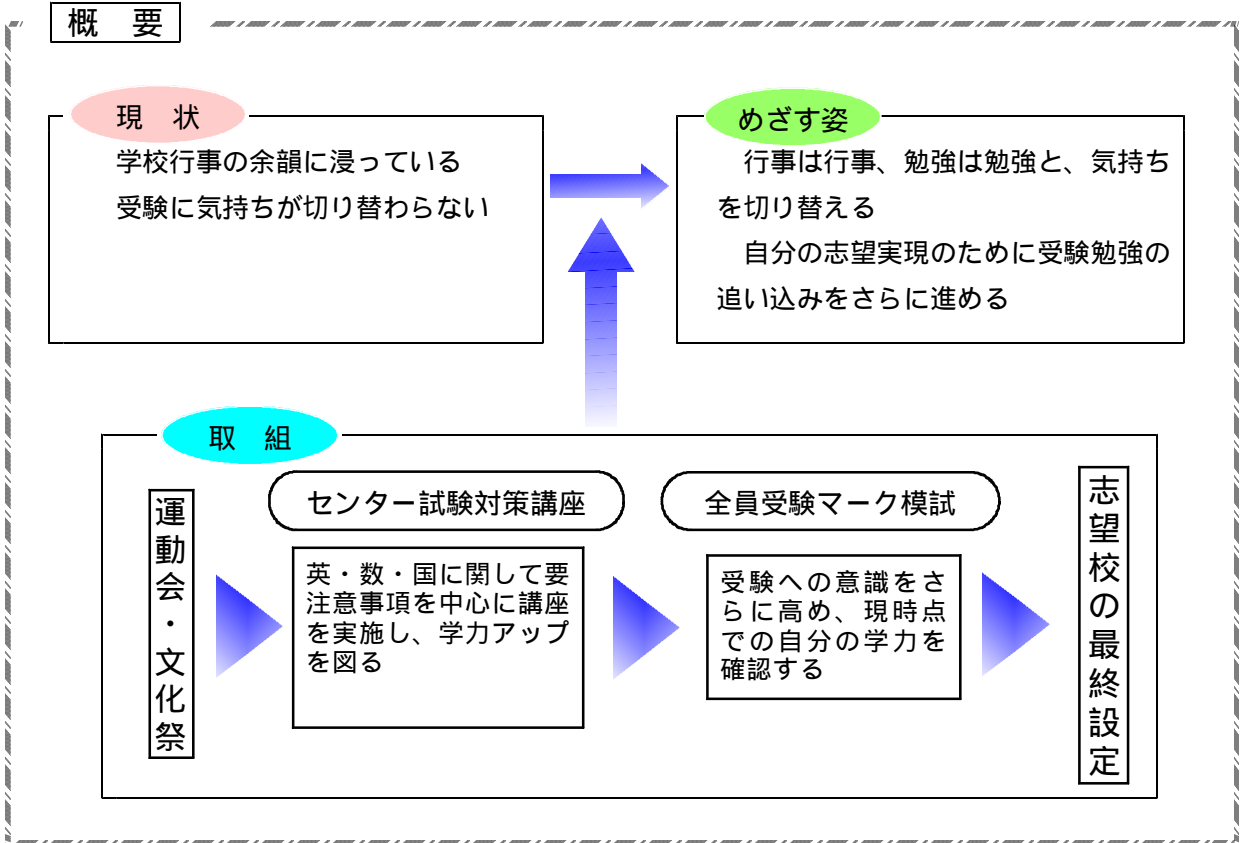 概　要
現　状
学校行事の余韻に浸っている
受験に気持ちが切り替わらない
めざす姿
　行事は行事、勉強は勉強と、気持ち
を切り替える
　自分の志望実現のために受験勉強の
追い込みをさらに進める
取　組
運動会・文化祭
センター試験対策講座
英・数・国に関して要
注意事項を中心に講座
を実施し、学力アップ
を図る
全員受験マーク模試
受験への意識をさ
らに高め、現時点
での自分の学力を
確認する
志望校の最終設定